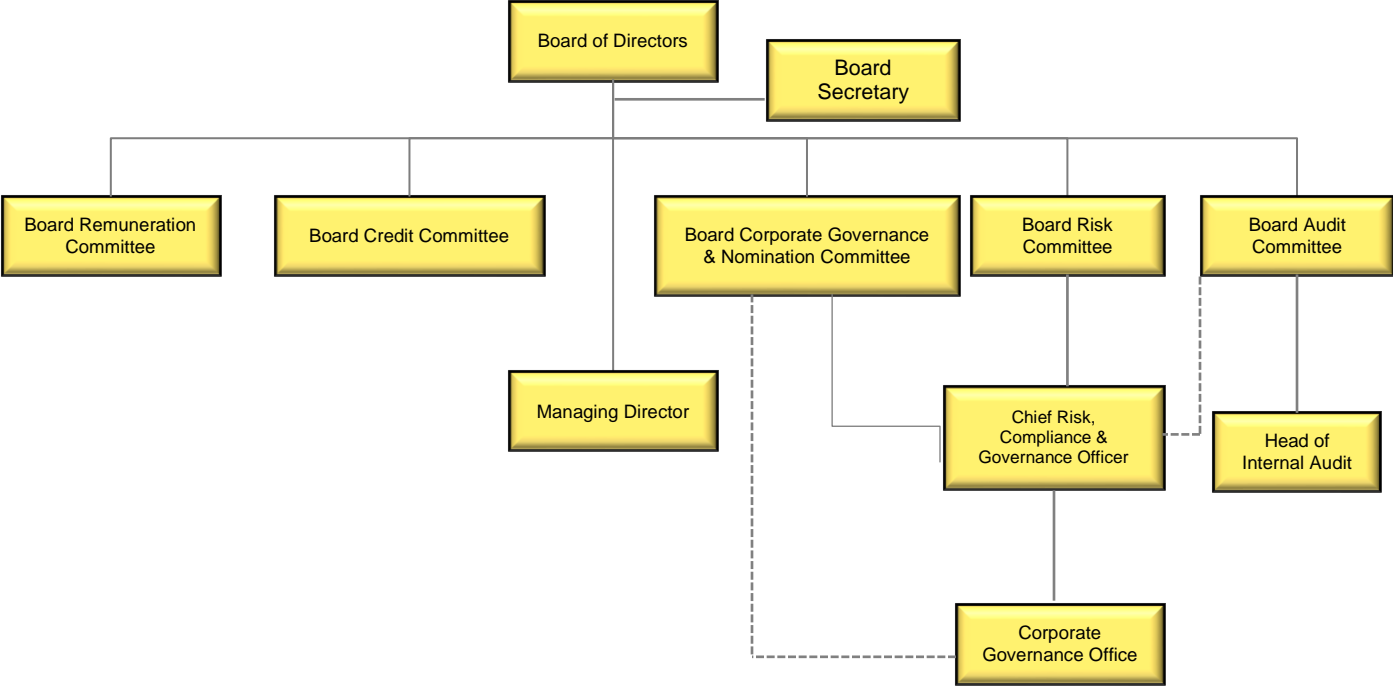 Board of Directors
Board
Secretary
Board Remuneration
Committee
Board Credit Committee
Board Corporate Governance
& Nomination Committee
Board Risk
Committee
Board Audit
Committee
Managing Director
Chief Risk,
Compliance &
Governance Officer
Head of
Internal Audit
Corporate
Governance Office